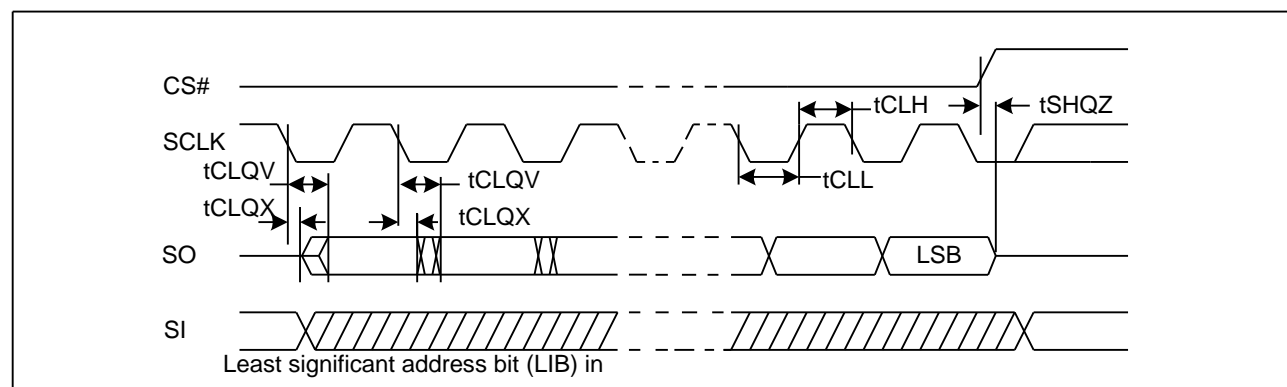 CS#
tCLH
tSHQZ
SCLK
tCLQV
tCLQV
tCLL
tCLQX
tCLQX
SO
LSB
SI
Least significant address bit (LIB) in